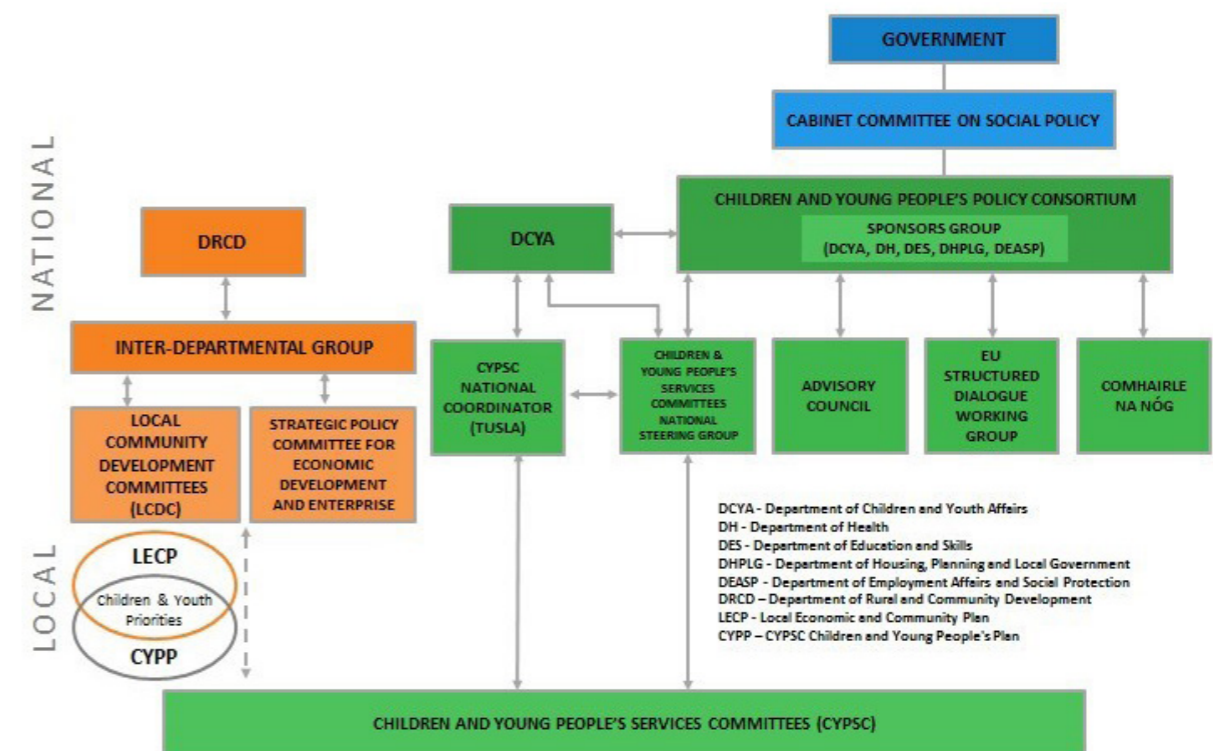 GOVERNMENT
CABINET COMMITTEE ON SOCIAL POLICY
NATIONAL
CHILDREN AND YOUNG PEOPLE'S POLICY CONSORTIUM
SPONSORS GROUP
(DCYA, DH, DES, DHPLG, DEASP)
DRCD
DCYA
INTER-DEPARTMENTAL GROUP
LOCAL
COMMUNITY
DEVELOPMENT
COMMITTEES
(LCDC)
STRATEGIC POLICY
COMMITTEE FOR
ECONOMIC
DEVELOPMENT
AND ENTERPRISE
CYPSC
NATIONAL
COORDINATOR
(TUSLA)
CHILDREN &
YOUNG PEOPLE'S
SERVICES
COMMITTEES
NATIONAL
STEERING GROUP
ADVISORY
COUNCIL
EU
STRUCTURED
DIALOGUE
WORKING
GROUP
COMHAIRLE
NA NÓG
LOCAL
LECP
Children & Youth
Priorities
CYPP
DCYA - Department of Children and Youth Affairs
DH - Department of Health
DES - Department of Education and Skills
DHPLG - Department of Housing, Planning and Local Government
DEASP - Department of Employment Affairs and Social Protection
DRCD – Department of Rural and Community Development
LECP - Local Economic and Community Plan
CYPP – CYPSC Children and Young People's Plan
CHILDREN AND YOUNG PEOPLE'S SERVICES COMMITTEES (CYPSC)